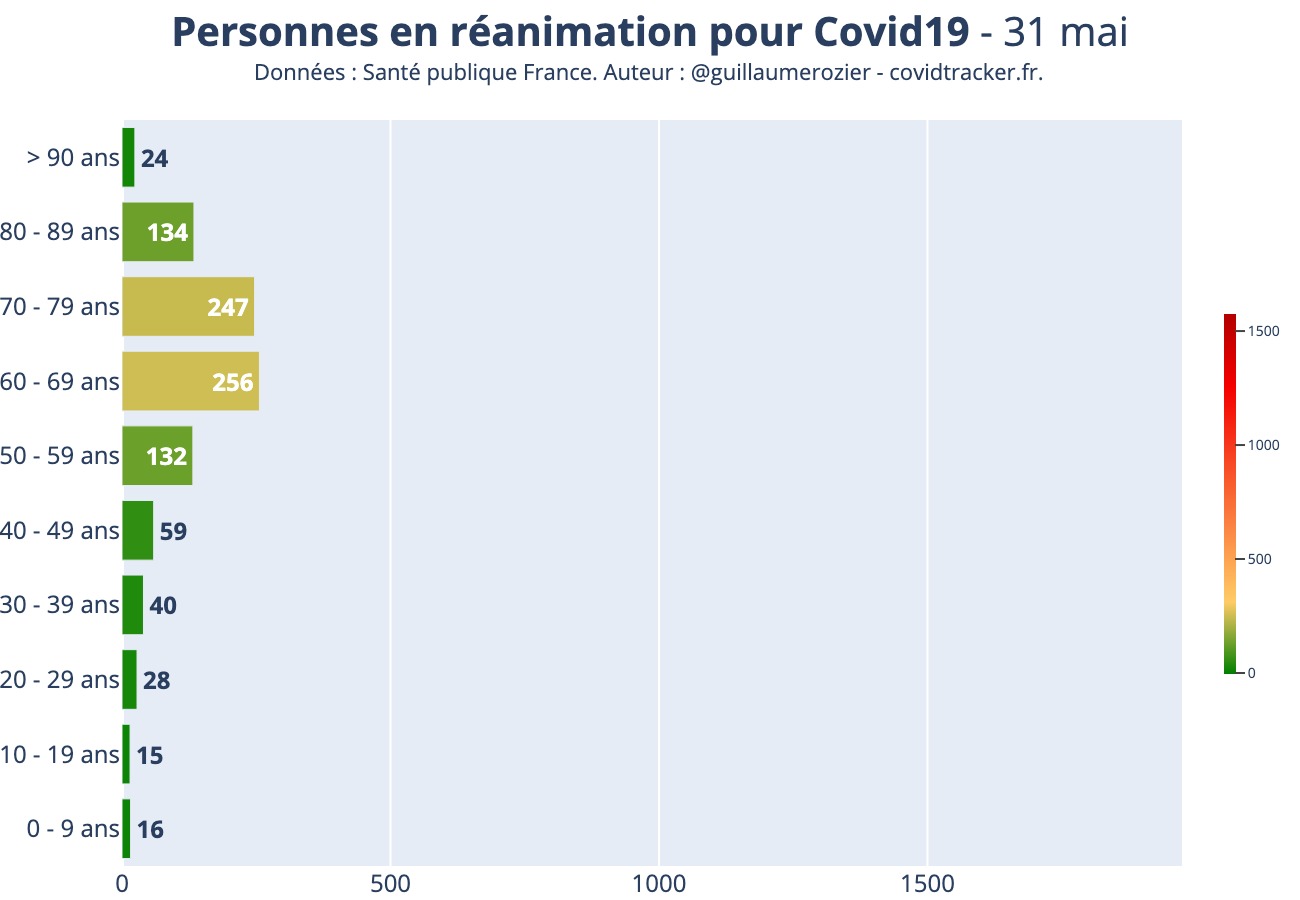 Personnes en réanimation pour Covid19 - 31 mai
Données : Santé publique France. Auteur : @guillaumerozier - covidtracker.fr.
> 90 ans 24
80 - 89 ans 134
70 - 79 ans 247
60 - 69 ans 256
50 - 59 ans 132
40 - 49 ans 59
30 - 39 ans 40
20 - 29 ans 28
10 - 19 ans 15
0 - 9 ans 16
0 500 1000 1500
1500
1000
500
0